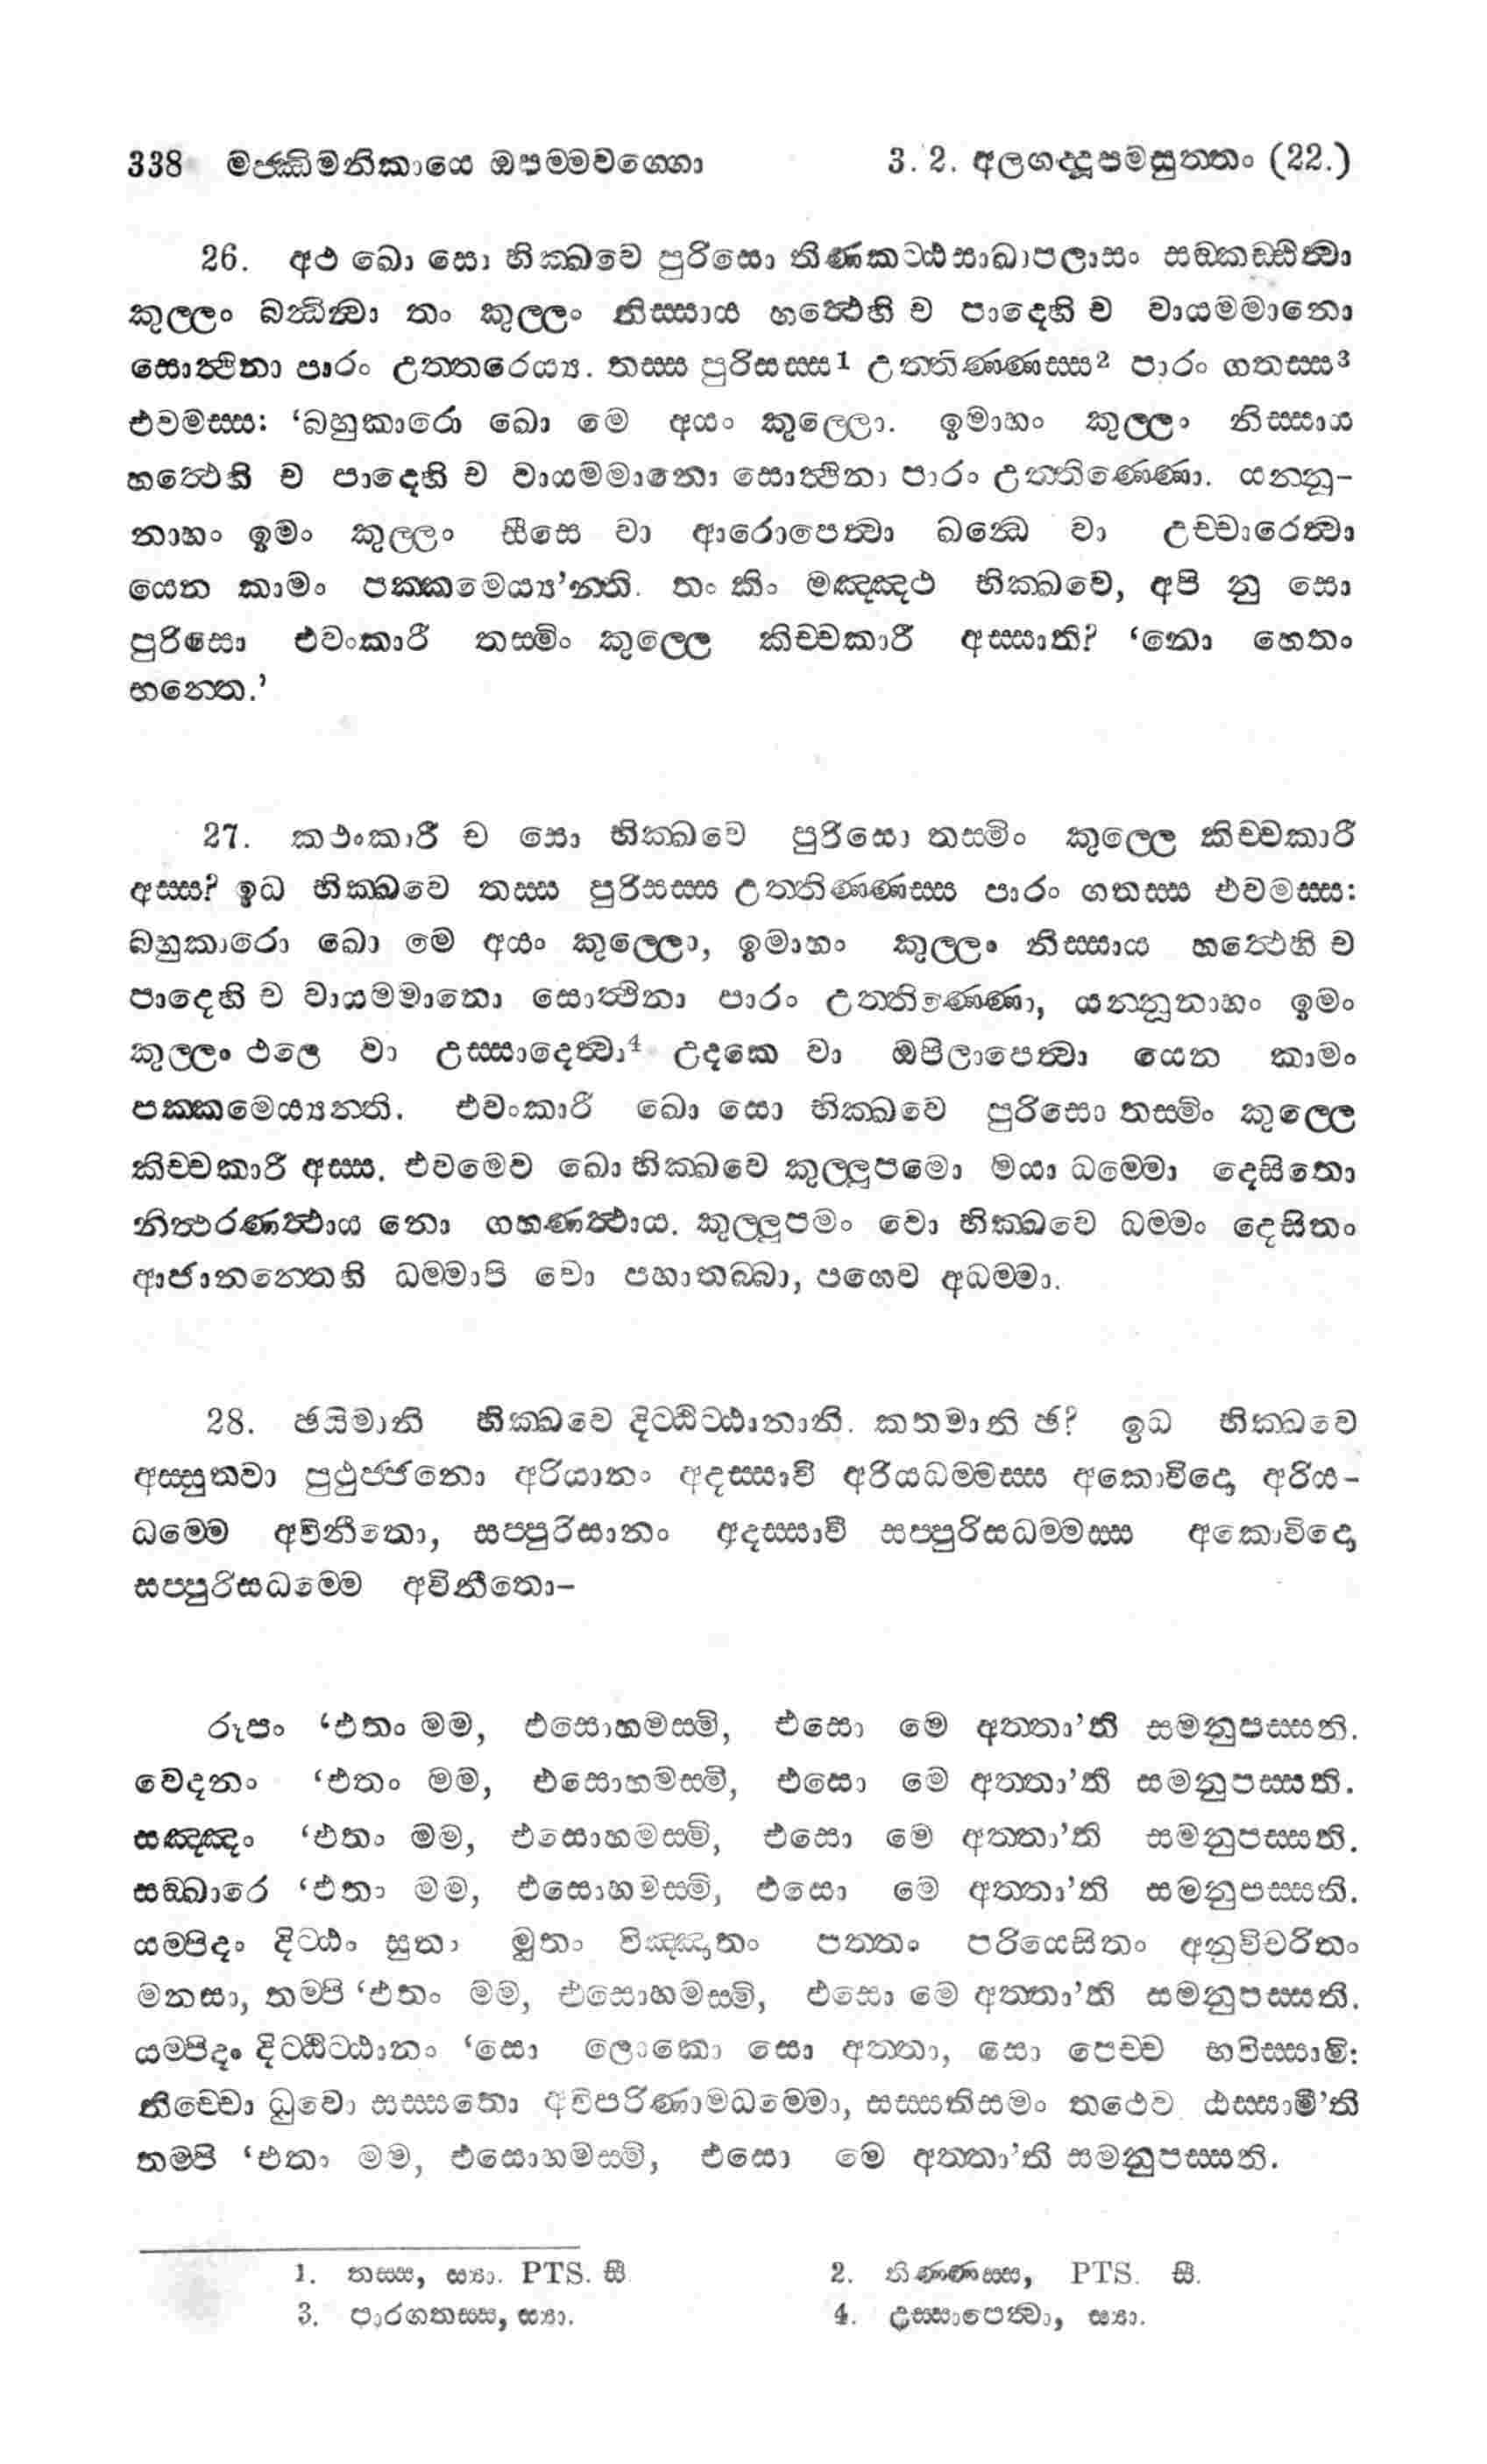 338 මජ්ඣිමනිකායෙ ඔපම්මවග්ගො 3. 2. අලගද්දූපමසුත්තං (22.)
26. අථ ඛො සො භික්ඛවෙ පුරිසො තිණකට්ඨසාඛාපලාසං සඞ්කඩ්ඪිත්වා
කුල්ලං බන්ධිත්වා තං කුල්ලං නිස්සාය හත්ථෙහි ච පාදෙහි ච වායමමානො
සොත්ථිනා පාරං උත්තරෙය්‍ය. තස්ස පුරිසස්ස1 උත්තිණ්ණස්ස2 පාරං ගතස්ස3
එවමස්ස: ‘බහුකාරො ඛො මෙ අයං කුල්ලො. ඉමාහං කුල්ලං නිස්සාය
හත්ථෙහි ච පාදෙහි ච වායමමානො සොත්ථිනා පාරං උත්තිණ්ණො. යන්නූ-
නාහං ඉමං කුල්ලං සීසෙ වා ආරොපෙත්වා ඛන්ධෙ වා උච්චාරෙත්වා
යෙන කාමං පක්කමෙය්‍ය’න්ති. තං කිං මඤ්ඤථ භික්ඛවෙ, අපි නු සො
පුරිසො එවංකාරී තස්මිං කුල්ලෙ කිච්චකාරී අස්සාති? ‘නො හෙතං
භන්තෙ.’
27. කථංකාරී ච සො භික්ඛවෙ පුරිසො තස්මිං කුල්ලෙ කිච්චකාරී
අස්ස? ඉධ භික්ඛවෙ තස්ස පුරිසස්ස උත්තිණ්ණස්ස පාරං ගතස්ස එවමස්ස:
බහුකාරො ඛො මෙ අයං කුල්ලො, ඉමාහං කුල්ලං නිස්සාය හත්ථෙහි ච
පාදෙහි ච වායමමානො සොත්ථිනා පාරං උත්තිණ්ණො, යන්නූනාහං ඉමං
කුල්ලං ථලෙ වා උස්සාදෙත්වා4 උදකෙ වා ඔපිලාපෙත්වා යෙන කාමං
පක්කමෙය්‍යන්ති. එවංකාරී ඛො සො භික්ඛවෙ පුරිසො තස්මිං කුල්ලෙ
කිච්චකාරී අස්ස. එවමෙව ඛො භික්ඛවෙ කුල්ලූපමො මයා ධම්මො දෙසිතො
නිත්ථරණත්ථාය නො ගහණත්ථාය. කුල්ලූපමං වො භික්ඛවෙ ධම්මං දෙසිතං
ආජානන්තෙහි ධම්මාපි වො පහාතබ්බා, පගෙව අධම්මා.
28. ඡයිමානි භික්ඛවෙ දිට්ඨිට්ඨානානි. කතමානි ඡ? ඉධ භික්ඛවෙ
අස්සුතවා පුථුජ්ජනො අරියානං අදස්සාවී අරියධම්මස්ස අකොවිදො, අරිය-
ධම්මෙ අවිනීතො, සප්පුරිසානං අදස්සාවී සප්පුරිසධම්මස්ස අකොවිදො,
සප්පුරිසධම්මෙ අවිනීතො-
රූපං ‘එතං මම, එසොහමස්මි, එසො මෙ අත්තා’ති සමනුපස්සති.
වෙදනං ‘එතං මම, එසොහමස්මි, එසො මෙ අත්තා’ති සමනුපස්සති.
සඤ්ඤං ‘එතං මම, එසොහමස්මි, එසො මෙ අත්තා’ති සමනුපස්සති.
සඞ්ඛාරෙ ‘එතං මම, එසොහමස්මි, එසො මෙ අත්තා’ති සමනුපස්සති.
යම්පිදං දිට්ඨං සුතං මුතං විඤ්ඤාතං පත්තං පරියෙසිතං අනුවිචරිතං
මනසා, තම්පි ‘එතං මම, එසොහමස්මි, එසො මෙ අත්තා’ති සමනුපස්සති.
යම්පිදං දිට්ඨිට්ඨානං ‘සො ලොකො සො අත්තා, සො පෙච්ච භවිස්සාමි:
නිච්චො ධුවො සස්සතො අවිපරිණාමධම්මො, සස්සතිසමං තථෙව ඨස්සාමී’ති
තම්පි ‘එතං මම, එසොහමස්මි, එසො මෙ අත්තා’ති සමනුපස්සති.
1. තස්ස, ස්‍යා. PTS. සී 2. තිණ්ණස්ස, PTS. සී.
3. පාරගතස්ස, ස්‍යා. 4. උස්සාපෙත්වා, ස්‍යා.